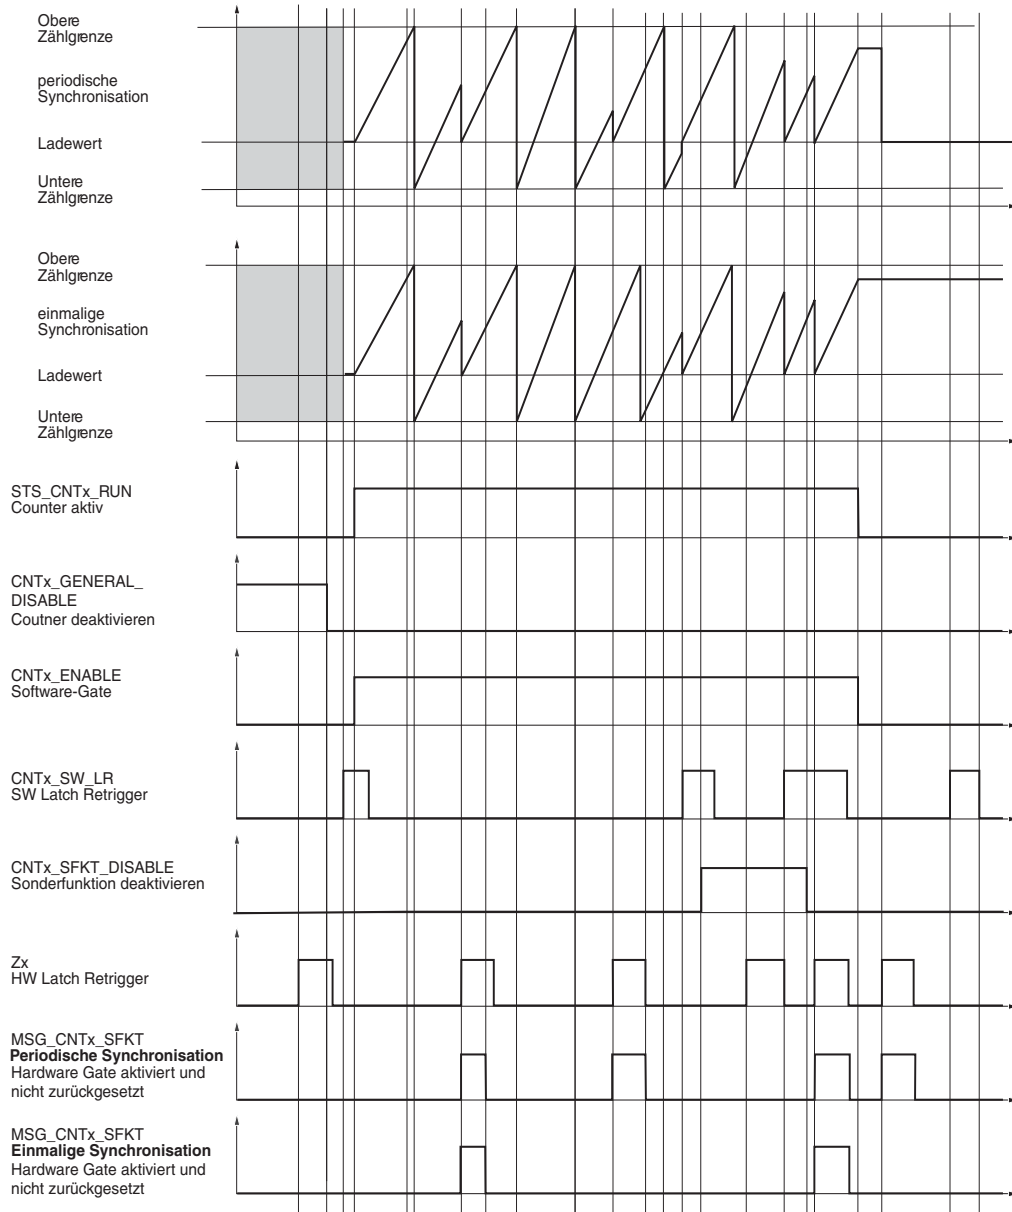 Obere
Zählgrenze
periodische
Synchronisation
Ladewert
Untere
Zählgrenze
Obere
Zählgrenze
einmalige
Synchronisation
Ladewert
Untere
Zählgrenze
STS_CNTx_RUN
Counter aktiv
CNTx_GENERAL_
DISABLE
Coutner deaktivieren
CNTx_ENABLE
Software-Gate
CNTx_SW_LR
SW Latch Retrigger
CNTx_SFKT_DISABLE
Sonderfunktion deaktivieren
Zx
HW Latch Retrigger
MSG_CNTx_SFKT
Periodische Synchronisation
Hardware Gate aktiviert und
nicht zurückgesetzt
MSG_CNTx_SFKT
Einmalige Synchronisation
Hardware Gate aktiviert und
nicht zurückgesetzt